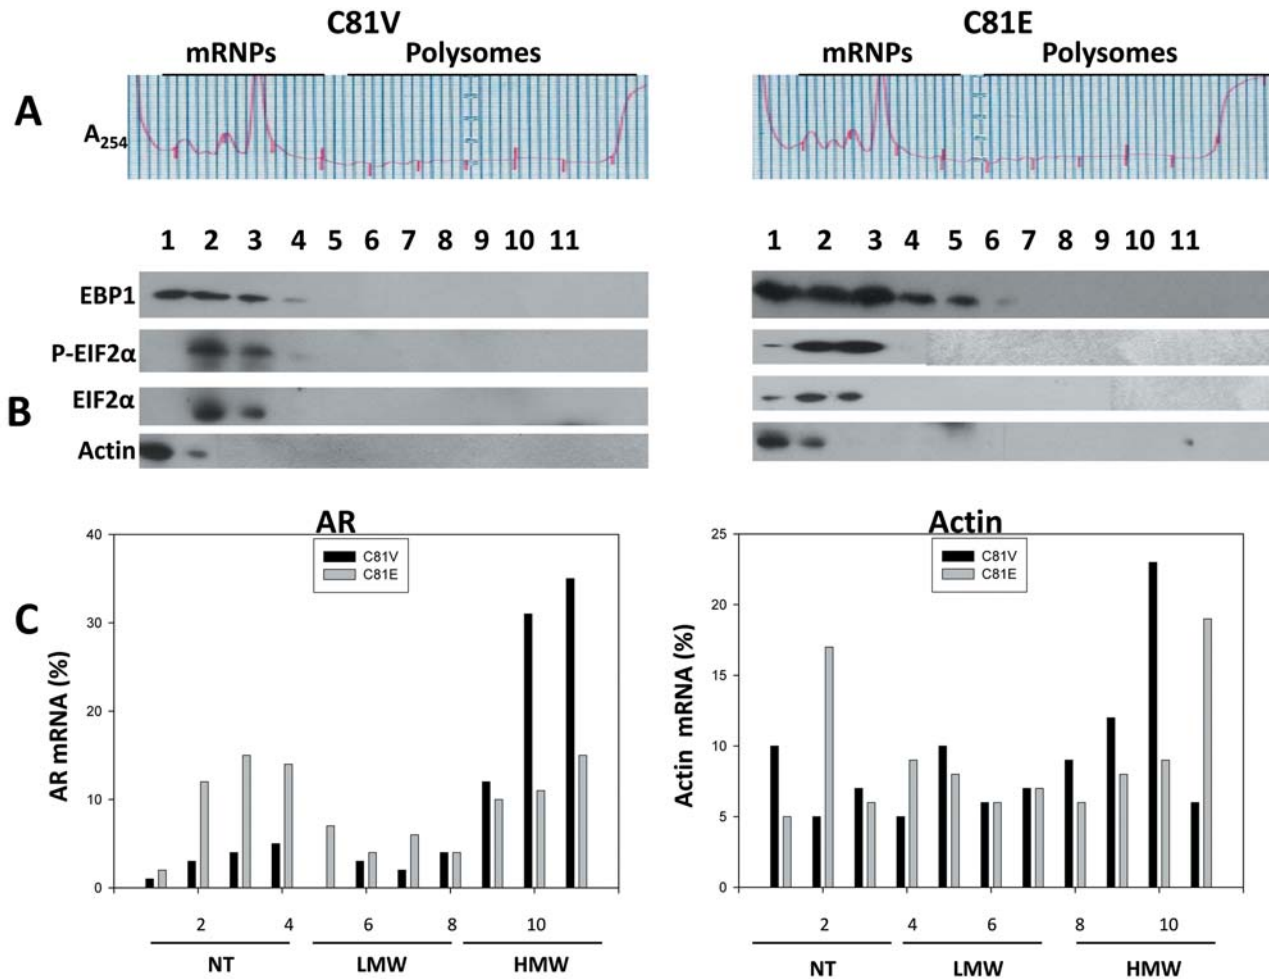 C81V
mRNPs Polysomes
A
A254
1 2 3 4 5 6 7 8 9 10 11
C81E
mRNPs Polysomes
1 2 3 4 5 6 7 8 9 10 11
B
EBP1
P-EIF2α
EIF2α
Actin
C
AR
C81V
C81E
AR mRNA (%)
40
30
20
10
0
2 4 6 8 10
NT LMW HMW
Actin
C81V
C81E
Actin mRNA (%)
25
20
15
10
5
0
2 4 6 8 10
NT LMW HMW